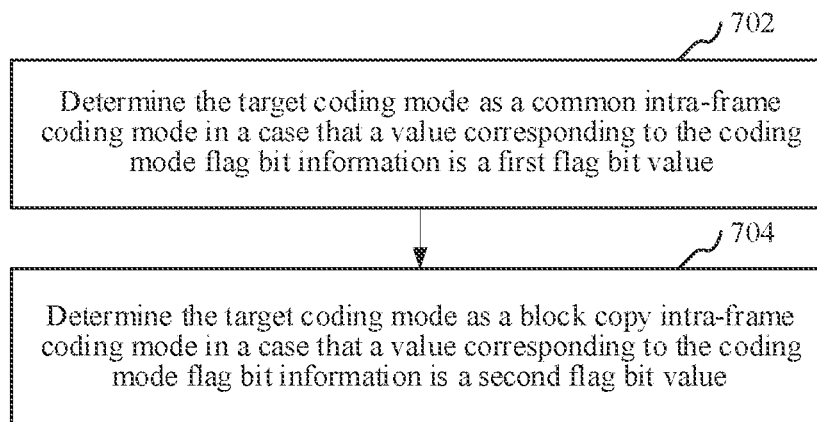 702
Determine the target coding mode as a common intra-frame
coding mode in a case that a value corresponding to the coding
mode flag bit information is a first flag bit value
704
Determine the target coding mode as a block copy intra-frame
coding mode in a case that a value corresponding to the coding
mode flag bit information is a second flag bit value